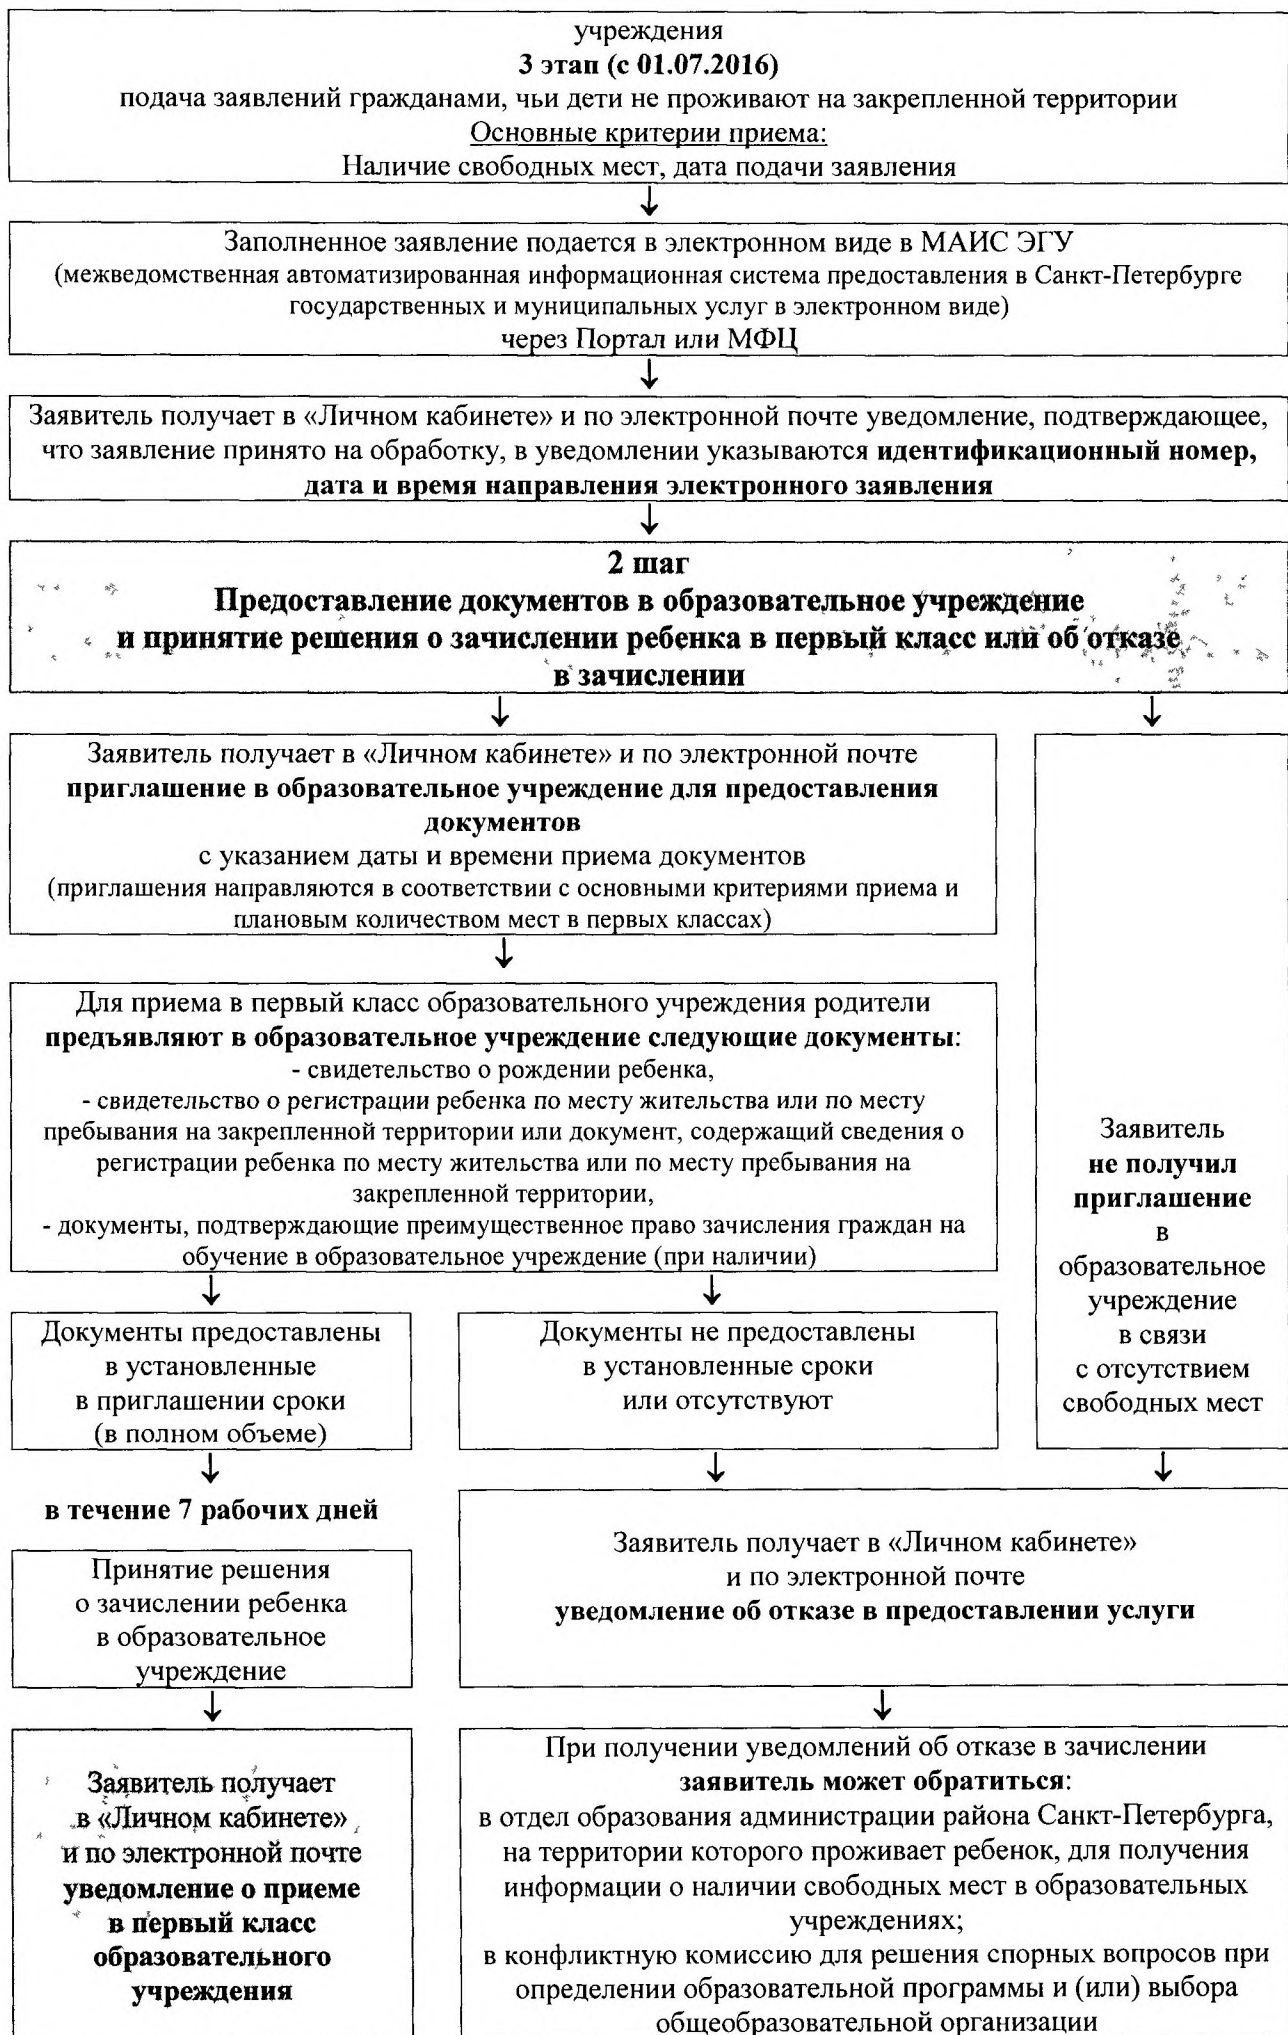 учреждения
3 этап (с 01.07.2016)
подача заявлений гражданами, чьи дети не проживают на закрепленной территории
Основные критерии приема:
Наличие свободных мест, дата подачи заявления
↓
Заполненное заявление подается в электронном виде в МАИС ЭГУ
(межведомственная автоматизированная информационная система предоставления в Санкт-Петербурге
государственных и муниципальных услуг в электронном виде)
через Портал или МФЦ
↓
Заявитель получает в «Личном кабинете» и по электронной почте уведомление, подтверждающее,
что заявление принято на обработку, в уведомлении указываются идентификационный номер,
дата и время направления электронного заявления
↓
2 шаг
Предоставление документов в образовательное учреждение
и принятие решения о зачислении ребенка в первый класс или об отказе
в зачислении
↓ ↓
Заявитель получает в «Личном кабинете» и по электронной почте
приглашение в образовательное учреждение для предоставления
документов
с указанием даты и времени приема документов
(приглашения направляются в соответствии с основными критериями приема и
плановым количеством мест в первых классах)
↓
Для приема в первый класс образовательного учреждения родители
предъявляют в образовательное учреждение следующие документы:
- свидетельство о рождении ребенка,
- свидетельство о регистрации ребенка по месту жительства или по месту
пребывания на закрепленной территории или документ, содержащий сведения о
регистрации ребенка по месту жительства или по месту пребывания на
закрепленной территории,
- документы, подтверждающие преимущественное право зачисления граждан на
обучение в образовательное учреждение (при наличии)
↓ ↓
Документы предоставлены
в установленные
в приглашении сроки
(в полном объеме)
Документы не предоставлены
в установленные сроки
или отсутствуют
Заявитель
не получил
приглашение
в
образовательное
учреждение
в связи
с отсутствием
свободных мест
↓ ↓ ↓
в течение 7 рабочих дней
Принятие решения
о зачислении ребенка
в образовательное
учреждение
↓
Заявитель получает
в «Личном кабинете»
и по электронной почте
уведомление о приеме
в первый класс
образовательного
учреждения
Заявитель получает в «Личном кабинете»
и по электронной почте
уведомление об отказе в предоставлении услуги
↓
При получении уведомлений об отказе в зачислении
заявитель может обратиться:
в отдел образования администрации района Санкт-Петербурга,
на территории которого проживает ребенок, для получения
информации о наличии свободных мест в образовательных
учреждениях;
в конфликтную комиссию для решения спорных вопросов при
определении образовательной программы и (или) выбора
общеобразовательной организации